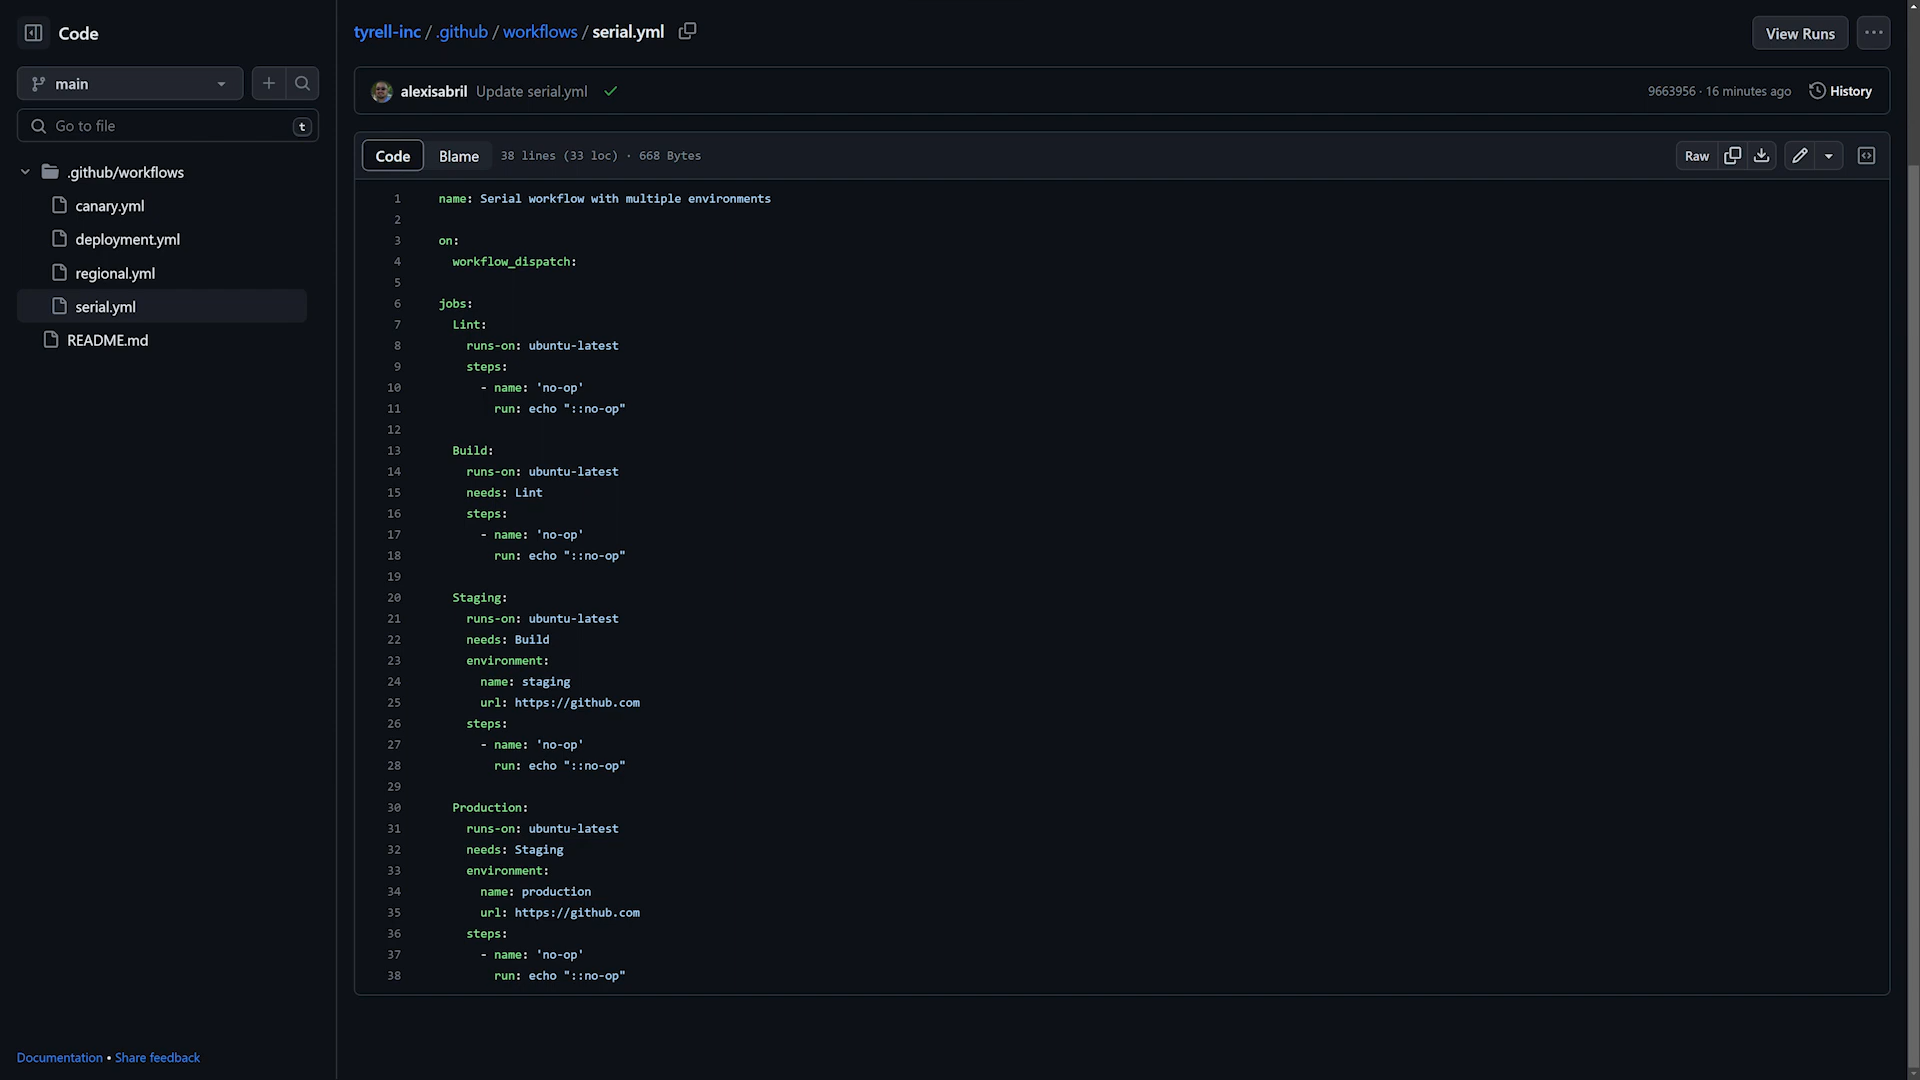 Code
main
Go to file
t
.github/workflows
canary.yml
deployment.yml
regional.yml
serial.yml
README.md
Documentation • Share feedback
tyrell-inc / .github / workflows / serial.yml
View Runs
alexisabril Update serial.yml
9663956 · 16 minutes ago
History
Code
Blame
38 lines (33 loc) · 668 Bytes
Raw
1 name: Serial workflow with multiple environments
2
3 on:
4 workflow_dispatch:
5
6 jobs:
7 Lint:
8 runs-on: ubuntu-latest
9 steps:
10 - name: 'no-op'
11 run: echo "::no-op"
12
13 Build:
14 runs-on: ubuntu-latest
15 needs: Lint
16 steps:
17 - name: 'no-op'
18 run: echo "::no-op"
19
20 Staging:
21 runs-on: ubuntu-latest
22 needs: Build
23 environment:
24 name: staging
25 url: https://github.com
26 steps:
27 - name: 'no-op'
28 run: echo "::no-op"
29
30 Production:
31 runs-on: ubuntu-latest
32 needs: Staging
33 environment:
34 name: production
35 url: https://github.com
36 steps:
37 - name: 'no-op'
38 run: echo "::no-op"